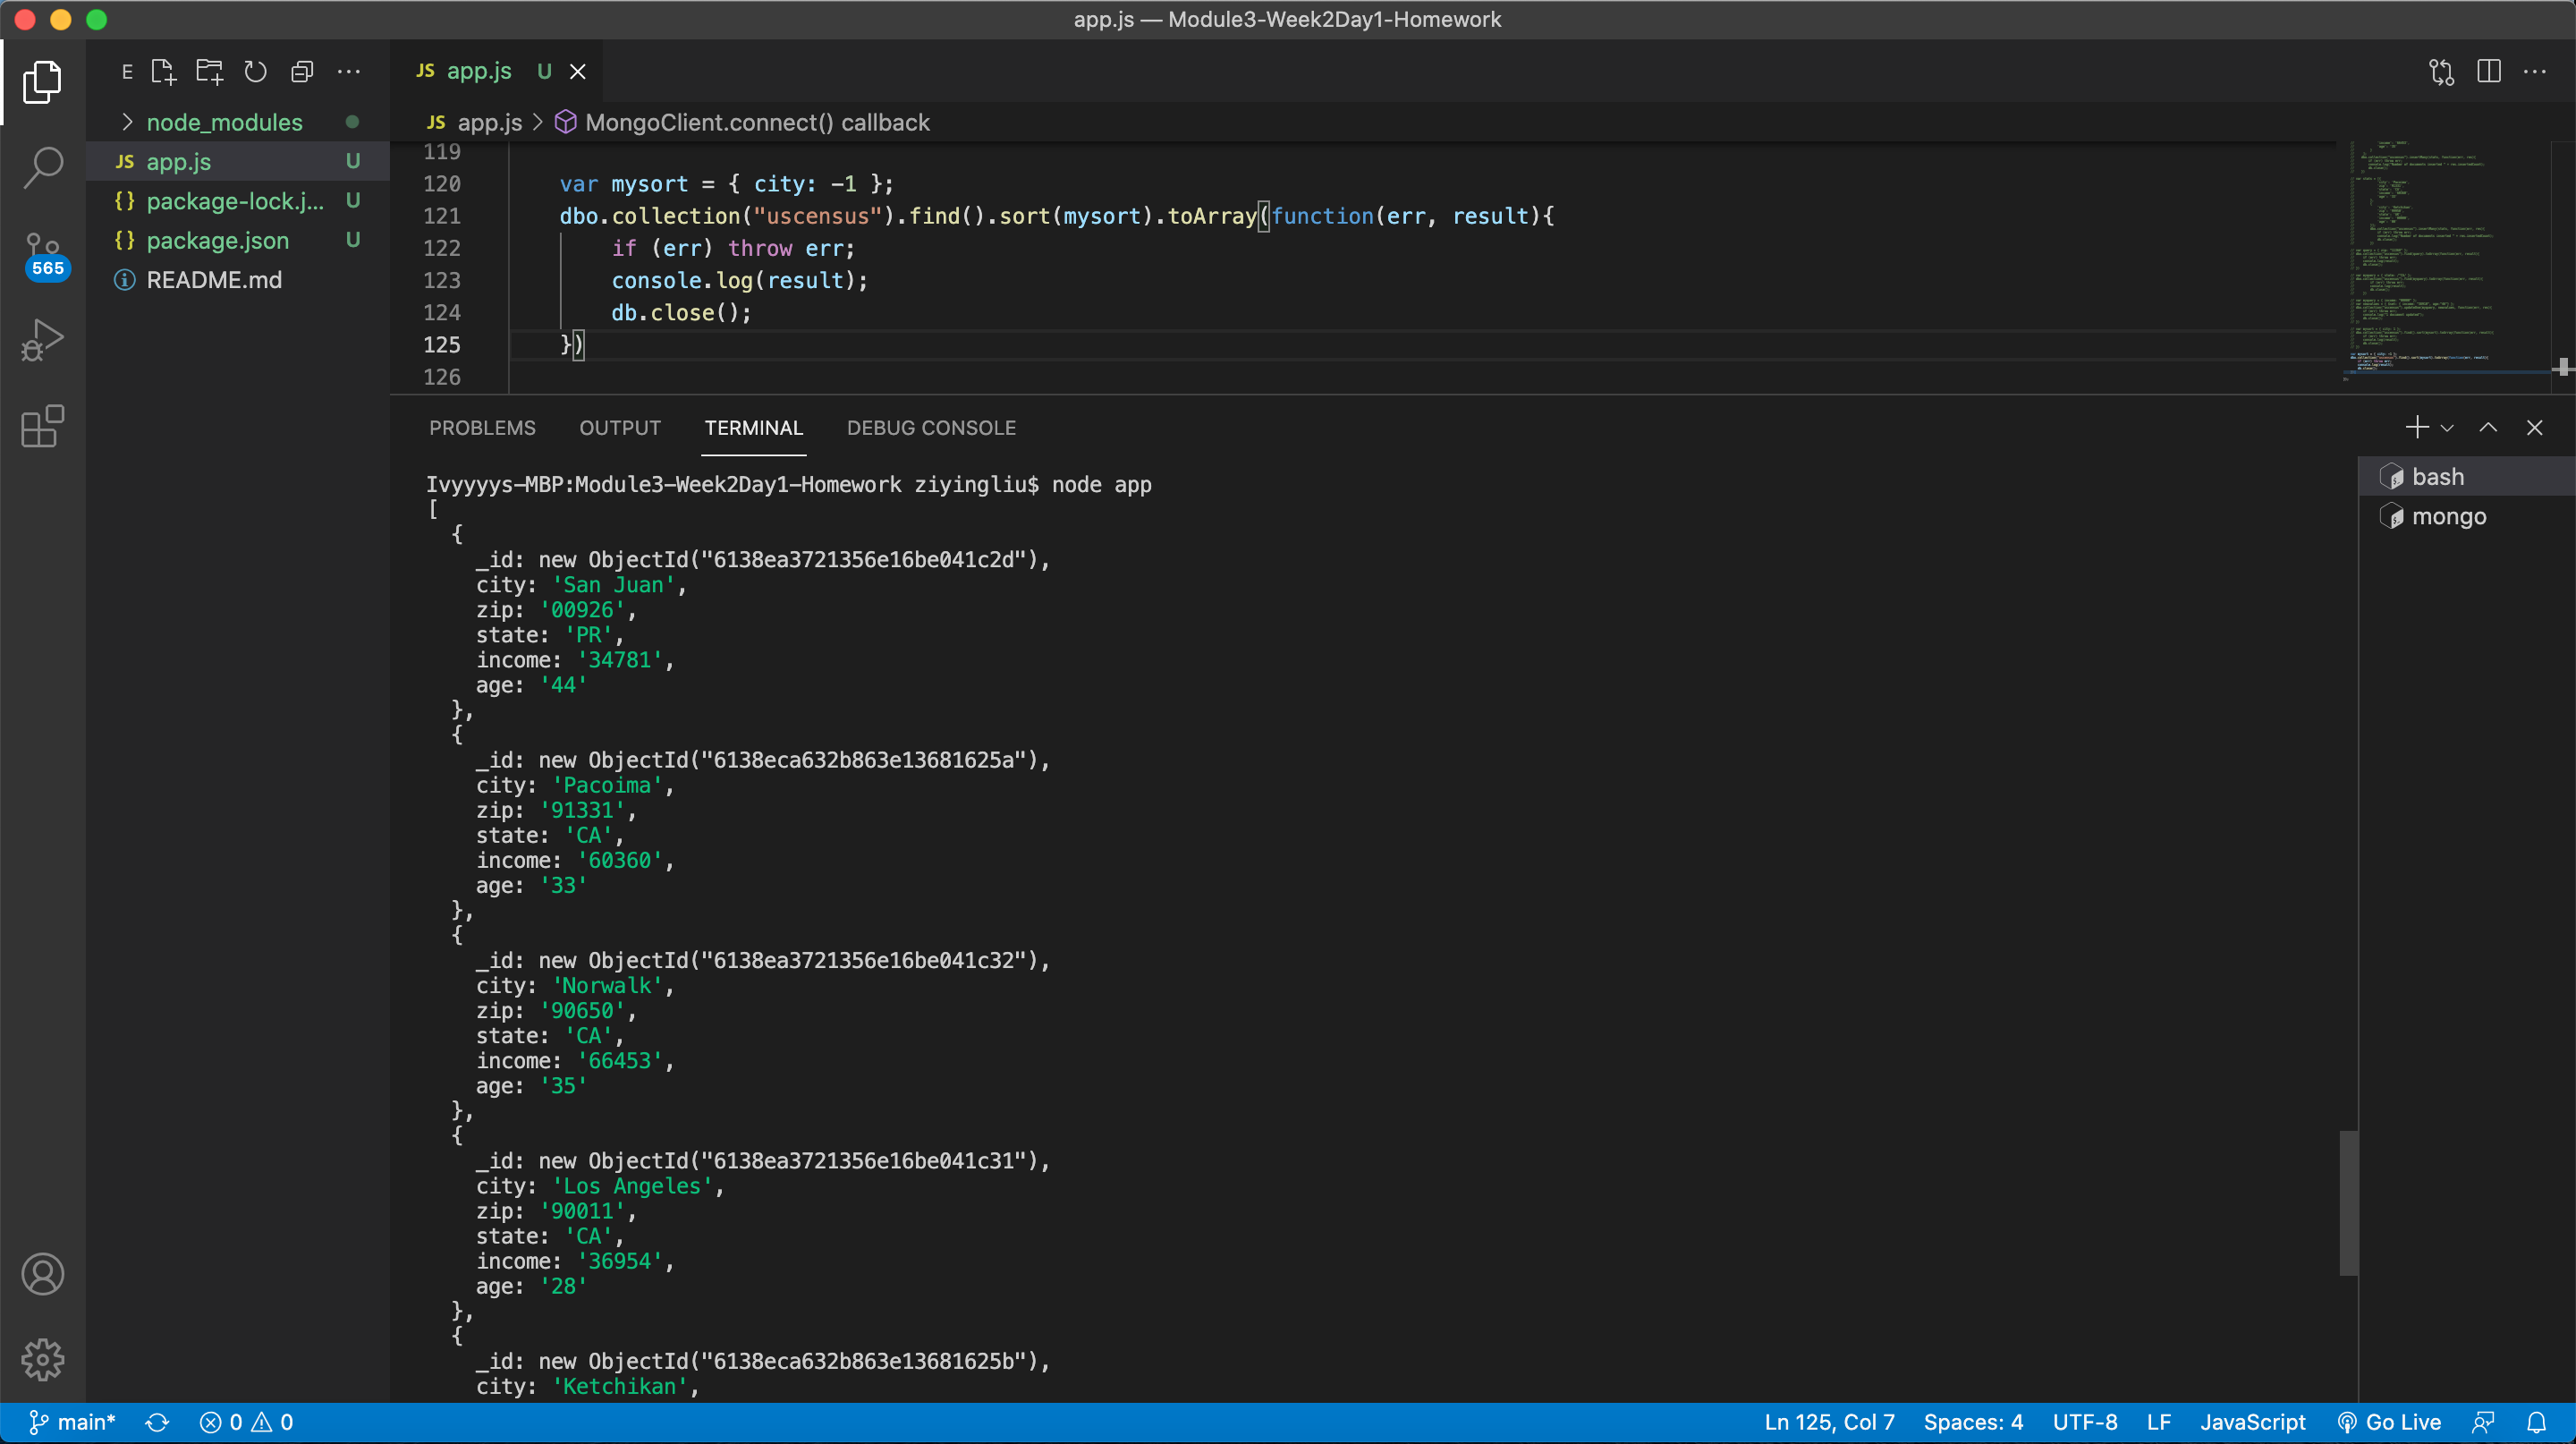 app.js — Module3-Week2Day1-Homework
E
JS app.js U
node_modules
JS app.js U
{} package-lock.j... U
{} package.json U
README.md
565
JS app.js > MongoClient.connect() callback
119
120 var mysort = { city: -1 };
121 dbo.collection("uscensus").find().sort(mysort).toArray(function(err, result){
122 if (err) throw err;
123 console.log(result);
124 db.close();
125 })
126
PROBLEMS OUTPUT TERMINAL DEBUG CONSOLE
bash
mongo
Ivyyyys-MBP:Module3-Week2Day1-Homework ziyingliu$ node app
[
{
_id: new ObjectId("6138ea3721356e16be041c2d"),
city: 'San Juan',
zip: '00926',
state: 'PR',
income: '34781',
age: '44'
},
{
_id: new ObjectId("6138eca632b863e13681625a"),
city: 'Pacoima',
zip: '91331',
state: 'CA',
income: '60360',
age: '33'
},
{
_id: new ObjectId("6138ea3721356e16be041c32"),
city: 'Norwalk',
zip: '90650',
state: 'CA',
income: '66453',
age: '35'
},
{
_id: new ObjectId("6138ea3721356e16be041c31"),
city: 'Los Angeles',
zip: '90011',
state: 'CA',
income: '36954',
age: '28'
},
{
_id: new ObjectId("6138eca632b863e13681625b"),
city: 'Ketchikan',
main* 0 0 Ln 125, Col 7 Spaces: 4 UTF-8 LF JavaScript Go Live